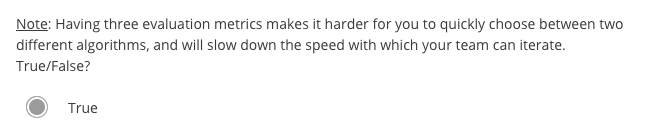 Note: Having three evaluation metrics makes it harder for you to quickly choose between two
different algorithms, and will slow down the speed with which your team can iterate.
True/False?
True